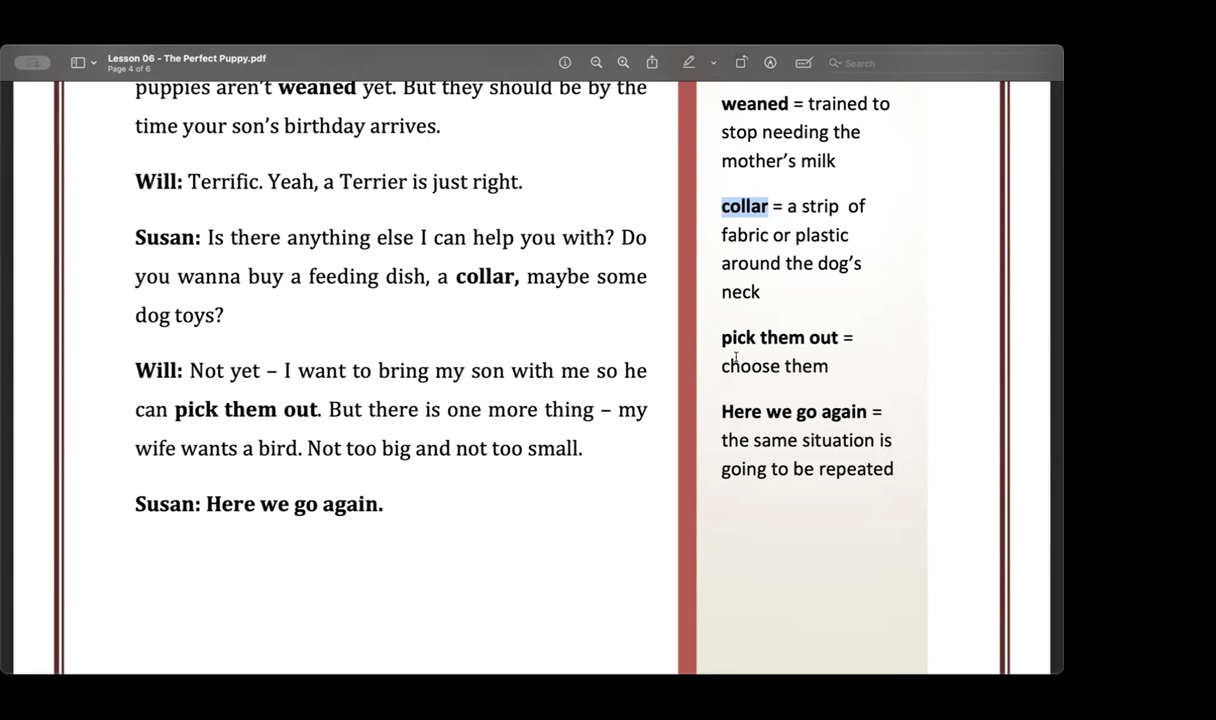 Lesson 06 - The Perfect Puppy.pdf
Page 4 of 6
Search
puppies aren't weaned yet. But they should be by the
time your son's birthday arrives.
Will: Terrific. Yeah, a Terrier is just right.
Susan: Is there anything else I can help you with? Do
you wanna buy a feeding dish, a collar, maybe some
dog toys?
Will: Not yet – I want to bring my son with me so he
can pick them out. But there is one more thing – my
wife wants a bird. Not too big and not too small.
Susan: Here we go again.
weaned = trained to
stop needing the
mother's milk
collar = a strip of
fabric or plastic
around the dog's
neck
pick them out =
choose them
Here we go again =
the same situation is
going to be repeated